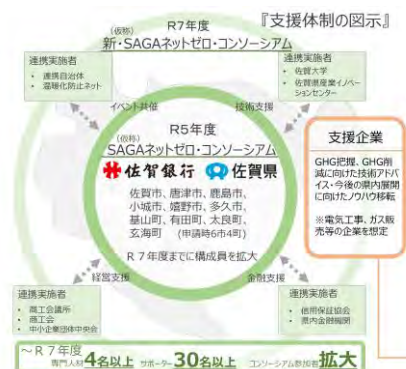 『支援体制の図示』
(仮称) R7年度
新・SAGAネットゼロ・コンソーシアム
連携実施者
• 連携自治体
• 温暖化防止ネット
連携実施者
• 佐賀大学
• 佐賀県産業イノベーションセンター
イベント共催
技術支援
(仮称) R5年度
SAGAネットゼロ・コンソーシアム
佐賀銀行 佐賀県
佐賀市、唐津市、鹿島市、
小城市、嬉野市、多久市、
基山町、有田町、太良町、
玄海町 (申請時6市4町)
R7年度までに構成員を拡大
支援企業
GHG把握、GHG削
減に向けた技術アドバ
イス・今後の県内展開
に向けたノウハウ移転
※電気工事、ガス販
売等の企業を想定
経営支援
金融支援
連携実施者
• 商工会議所
• 商工会
• 中小企業団体中央会
連携実施者
• 信用保証協会
• 県内金融機関
～R7年度
専門人材4名以上 サポーター30名以上 コンソーシアム参加者拡大